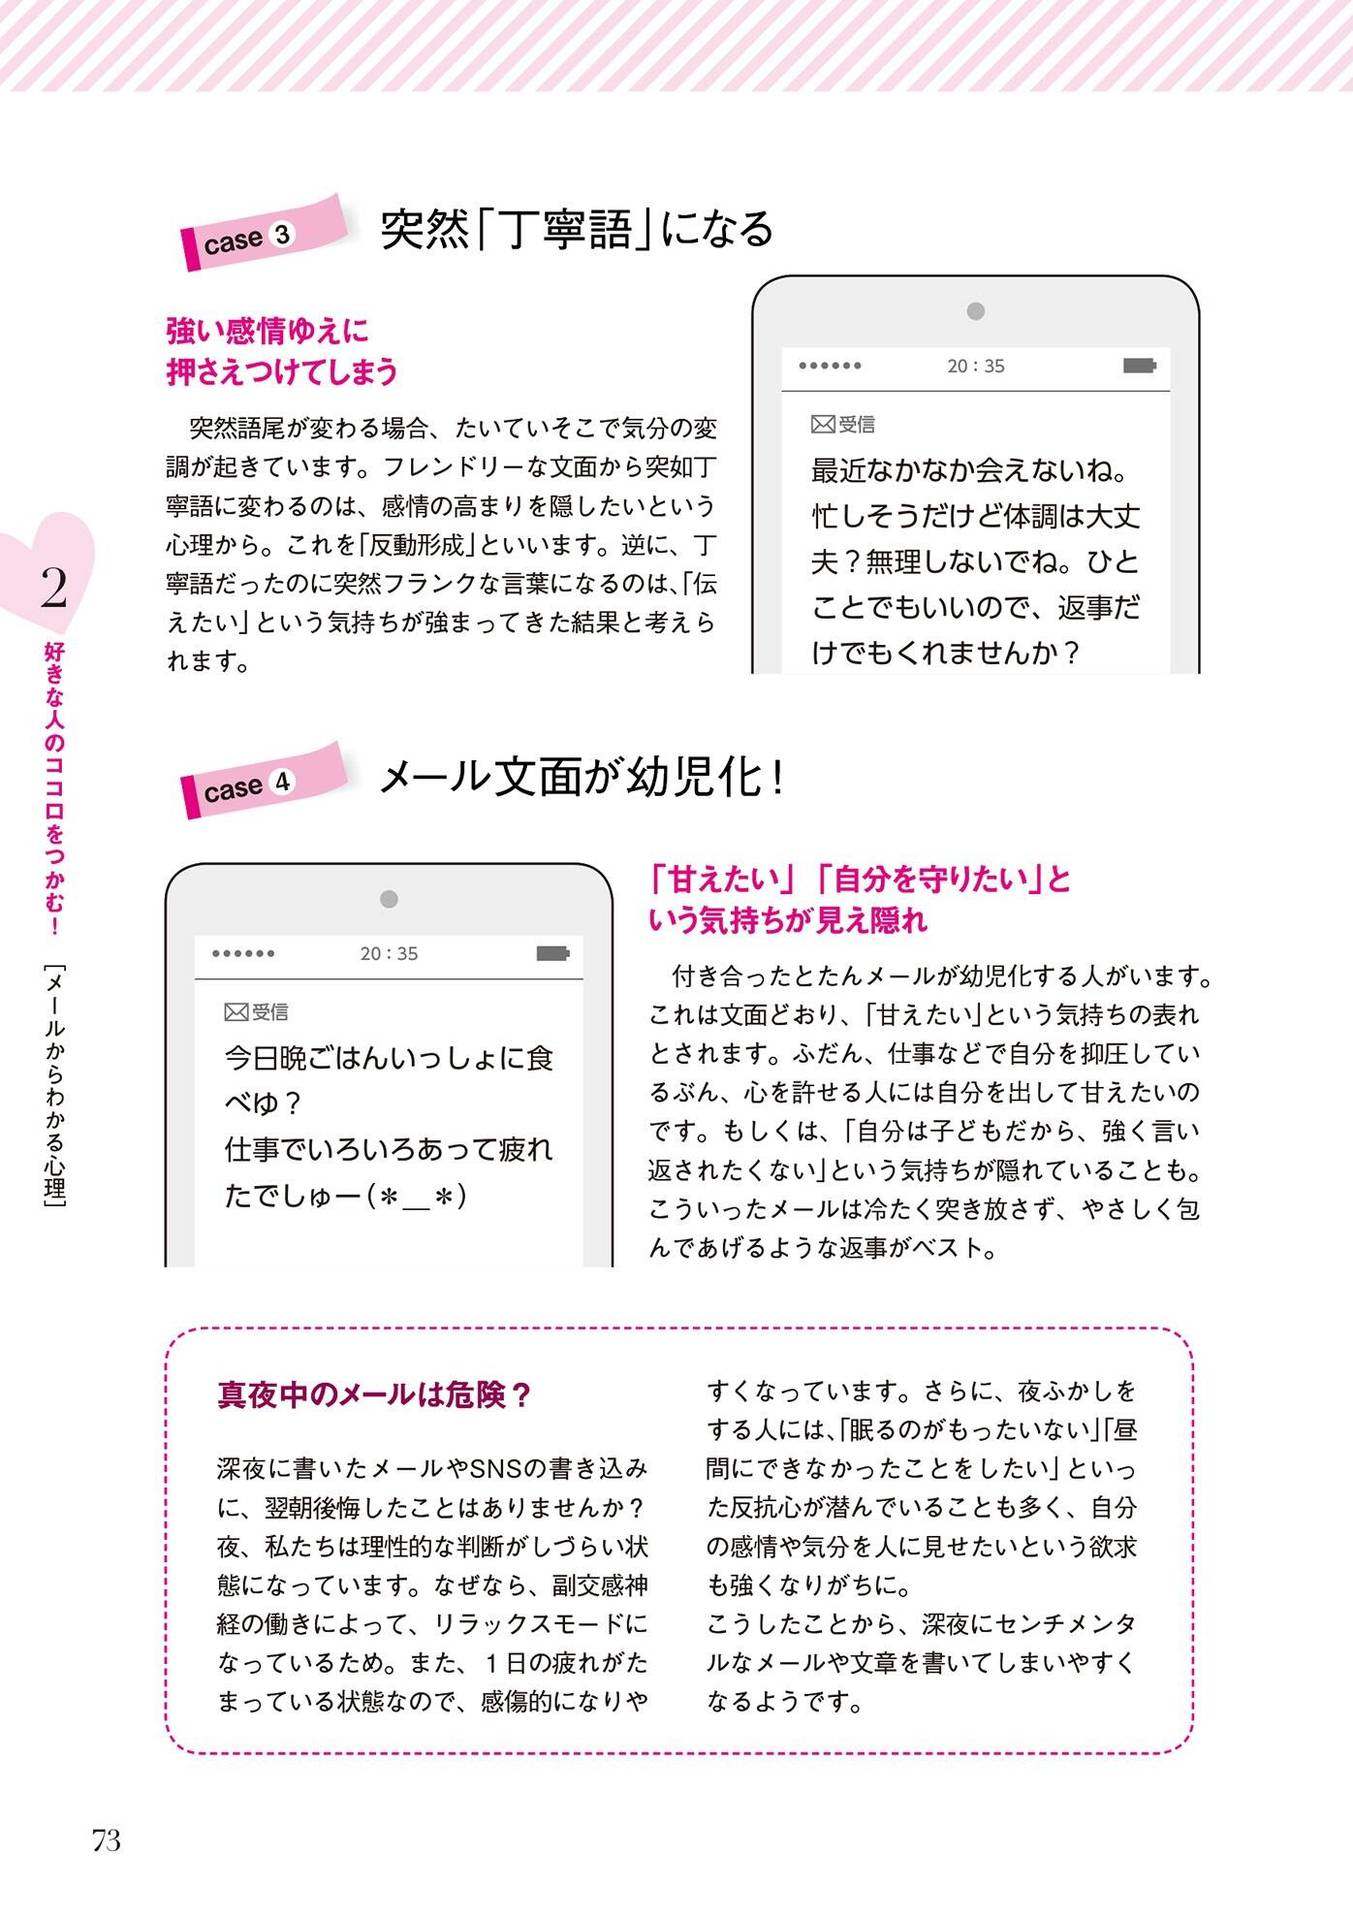 case 3 突然「丁寧語」になる
強い感情ゆえに
押さえつけてしまう
突然語尾が変わる場合、たいていそこで気分の変
調が起きています。フレンドリーな文面から突如丁
寧語に変わるのは、感情の高まりを隠したいという
心理から。これを「反動形成」といいます。逆に、丁
寧語だったのに突然フランクな言葉になるのは、「伝
えたい」という気持ちが強まってきた結果と考えら
れます。
20:35
受信
最近なかなか会えないね。
忙しそうだけど体調は大丈
夫？無理しないでね。ひと
ことでもいいので、返事だ
けでもくれませんか？
case 4 メール文面が幼児化！
20:35
受信
今日晩ごはんいっしょに食
べゆ？
仕事でいろいろあって疲れ
たでしゅー(＊＿＊)
「甘えたい」「自分を守りたい」と
いう気持ちが見え隠れ
付き合ったとたんメールが幼児化する人がいます。
これは文面どおり、「甘えたい」という気持ちの表れ
とされます。ふだん、仕事などで自分を抑圧してい
るぶん、心を許せる人には自分を出して甘えたいの
です。もしくは、「自分は子どもだから、強く言い
返されたくない」という気持ちが隠れていることも。
こういったメールは冷たく突き放さず、やさしく包
んであげるような返事がベスト。
真夜中のメールは危険？
深夜に書いたメールやSNSの書き込み
に、翌朝後悔したことはありませんか？
夜、私たちは理性的な判断がしづらい状
態になっています。なぜなら、副交感神
経の働きによって、リラックスモードに
なっているため。また、１日の疲れがた
まっている状態なので、感傷的になりや
すくなっています。さらに、夜ふかしを
する人には、「眠るのがもったいない」「昼
間にできなかったことをしたい」といっ
た反抗心が潜んでいることも多く、自分
の感情や気分を人に見せたいという欲求
も強くなりがちに。
こうしたことから、深夜にセンチメンタ
ルなメールや文章を書いてしまいやすく
なるようです。
2 好きな人のココロをつかむ！ [メールからわかる心理]
73